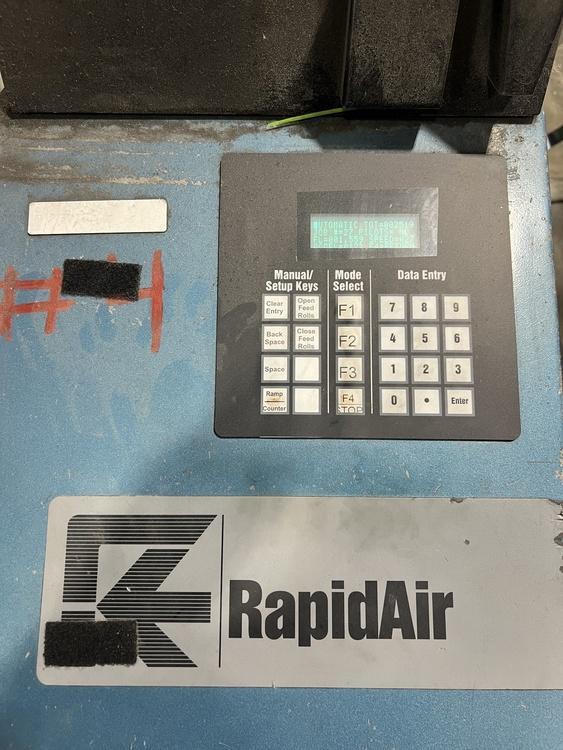 AUTOMATIC
Manual/
Setup Keys
Mode
Select
Data Entry
Clear
Entry
Open
Feed
Rolls
F1
7
8
9
Back
Space
Close
Feed
Rolls
F2
4
5
6
Space
F3
1
2
3
Ramp
Counter
F4
STOP
0
•
Enter
RapidAir